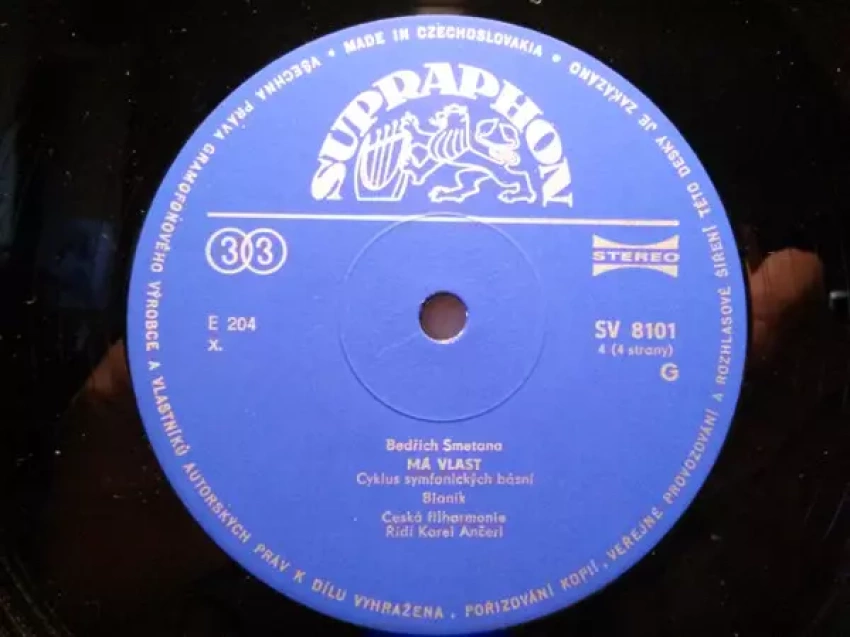 MADE IN CZECHOSLOVAKIA • VŠECHNA PRÁVA GRAMOFONOVÉHO VÝROBCE A VLASTNÍKŮ AUTORSKÝCH PRÁV K DÍLU VYHRAŽENA. POŘIZOVÁNÍ KOPIÍ, VEŘEJNÉ PROVOZOVÁNÍ A ROZHLASOVÉ ŠÍŘENÍ TÉTO DESKY JE ZAKÁZÁNO •
SUPRAPHON
33
STEREO
E 204
X.
SV 8101
4 (4 strany)
G
Bedřich Smetana
MÁ VLAST
Cyklus symfonických básní
Blaník
Česká filharmonie
Řídí Karel Ančerl